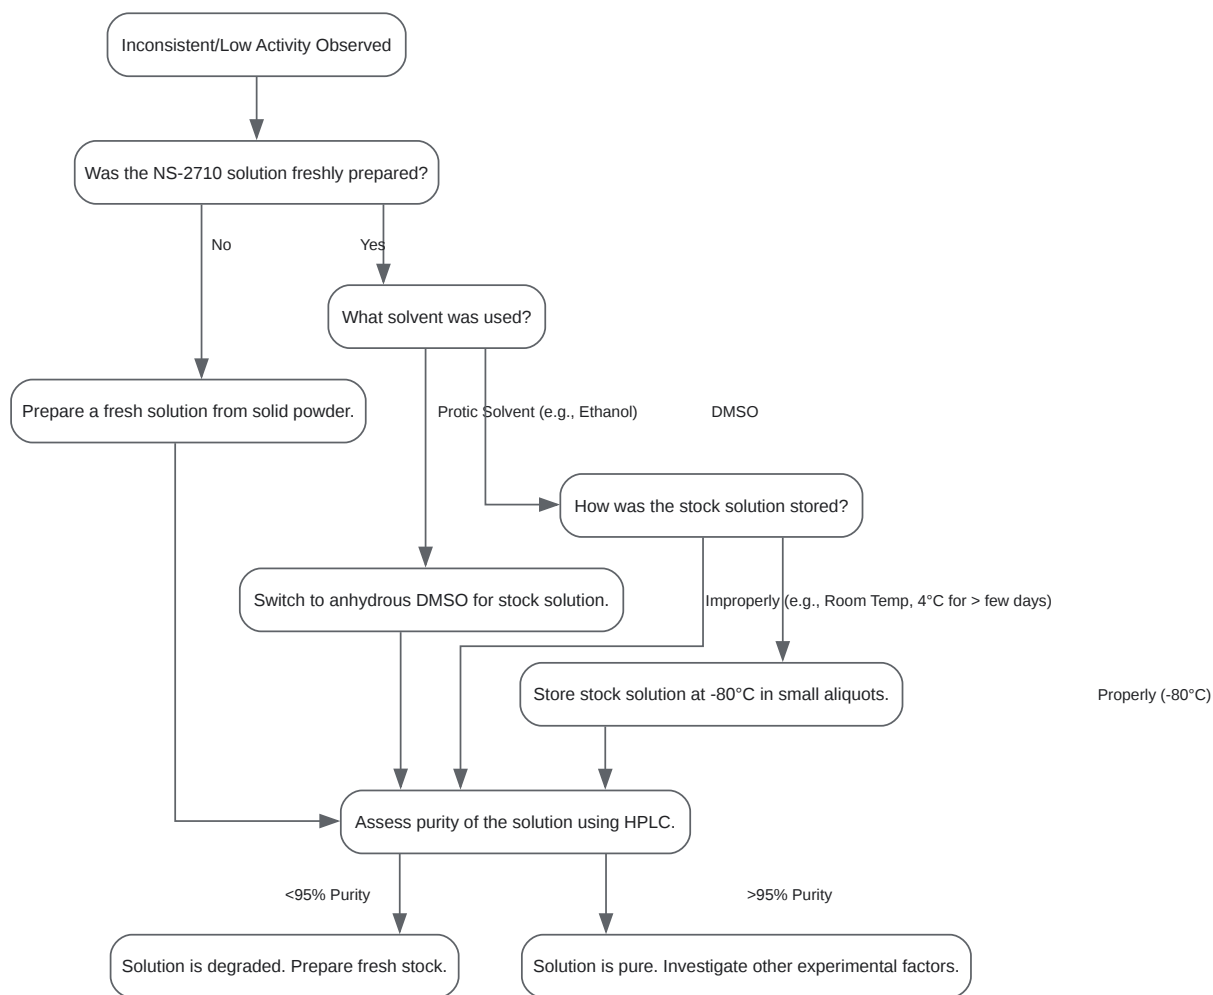 Inconsistent/Low Activity Observed
Was the NS-2710 solution freshly prepared?
No
Yes
What solvent was used?
Prepare a fresh solution from solid powder.
Protic Solvent (e.g., Ethanol)
DMSO
How was the stock solution stored?
Switch to anhydrous DMSO for stock solution.
Improperly (e.g., Room Temp, 4°C for > few days)
Store stock solution at -80°C in small aliquots.
Properly (-80°C)
Assess purity of the solution using HPLC.
<95% Purity
>95% Purity
Solution is degraded. Prepare fresh stock.
Solution is pure. Investigate other experimental factors.